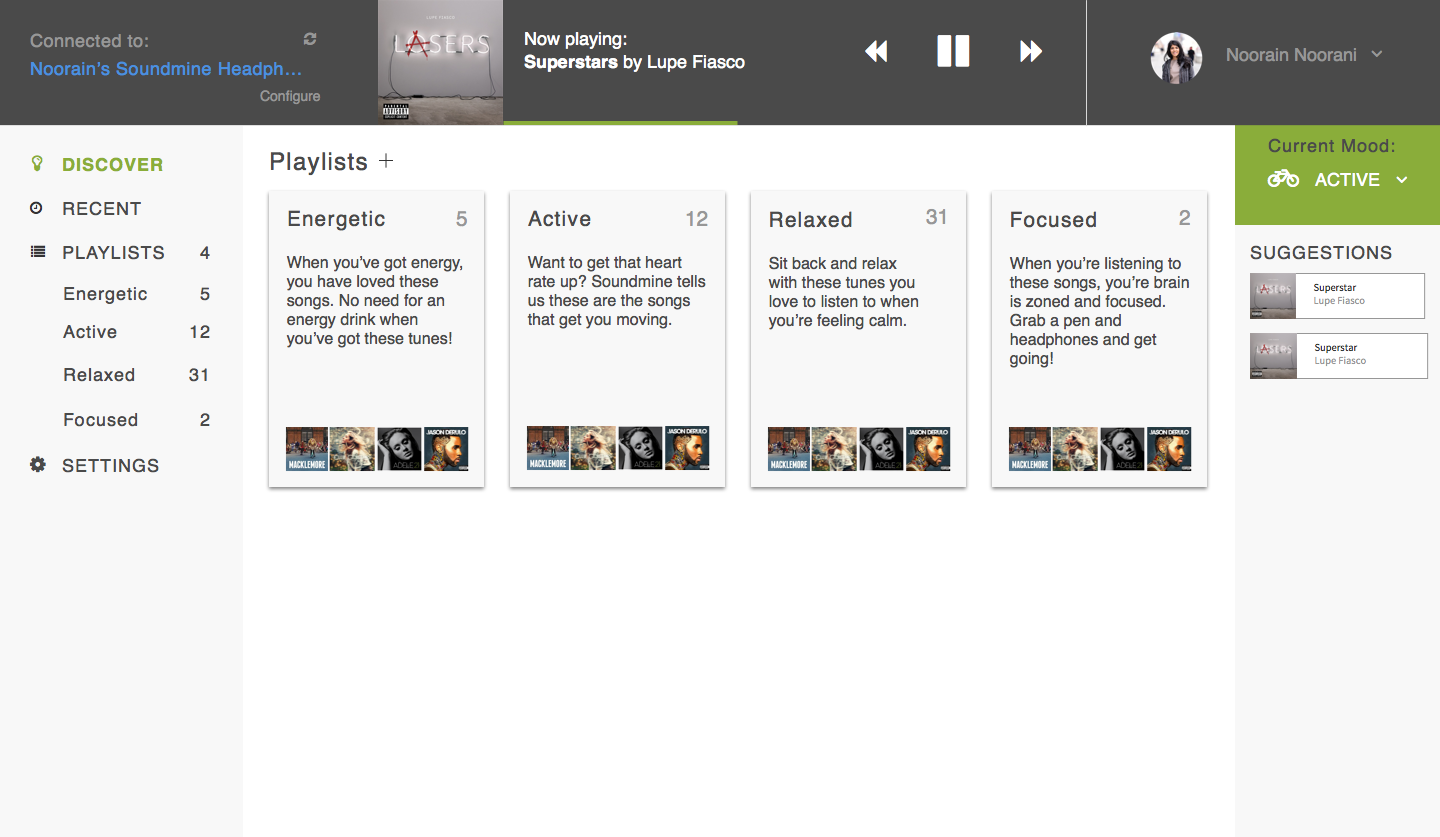 Connected to:
Noorain’s Soundmine Headph...
Configure
LUPE FIASCO
LASERS
PARENTAL
ADVISORY
EXPLICIT CONTENT
Now playing:
Superstars by Lupe Fiasco
Noorain Noorani
DISCOVER
RECENT
PLAYLISTS 4
Energetic 5
Active 12
Relaxed 31
Focused 2
SETTINGS
Playlists +
Energetic 5
When you’ve got energy,
you have loved these
songs. No need for an
energy drink when
you’ve got these tunes!
MACKLEMORE
ADELE 21
JASON DERULO
Active 12
Want to get that heart
rate up? Soundmine tells
us these are the songs
that get you moving.
MACKLEMORE
ADELE 21
JASON DERULO
Relaxed 31
Sit back and relax
with these tunes you
love to listen to when
you’re feeling calm.
MACKLEMORE
ADELE 21
JASON DERULO
Focused 2
When you’re listening to
these songs, you’re brain
is zoned and focused.
Grab a pen and
headphones and get
going!
MACKLEMORE
ADELE 21
JASON DERULO
Current Mood:
ACTIVE
SUGGESTIONS
LASERS
Superstar
Lupe Fiasco
LASERS
Superstar
Lupe Fiasco